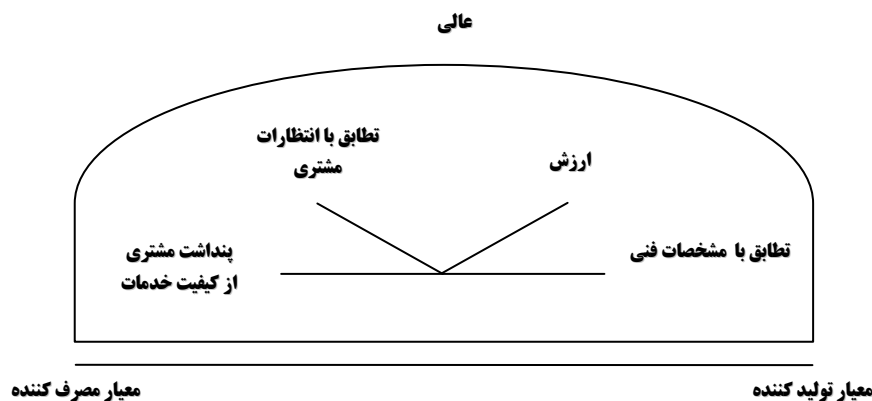 عالی
ارزش
تطابق با انتظارات
مشتری
تطابق با مشخصات فنی
پنداشت مشتری
از کیفیت خدمات
معیار تولید کننده
معیار مصرف کننده